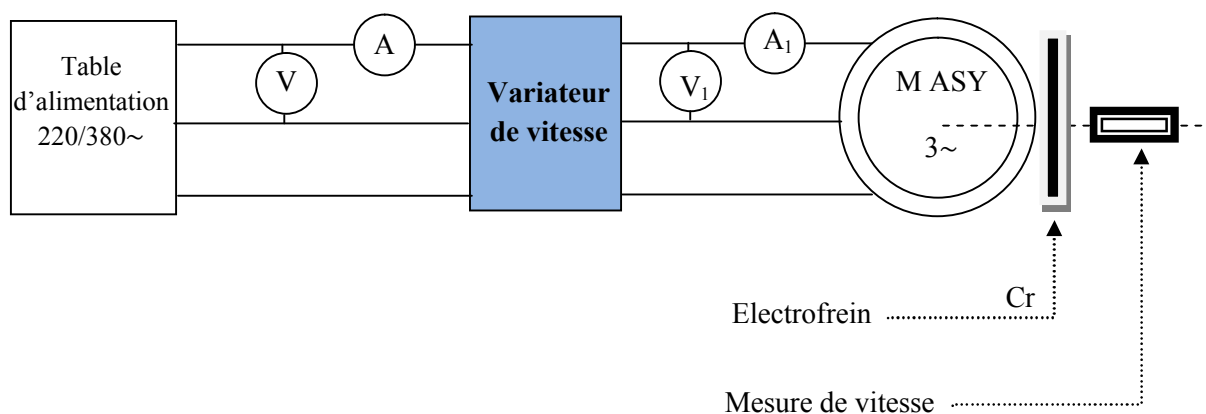 Table
d'alimentation
220/380~
V
A
Variateur
de vitesse
V₁
A₁
M ASY
3~
Electrofrein
Cr
Mesure de vitesse